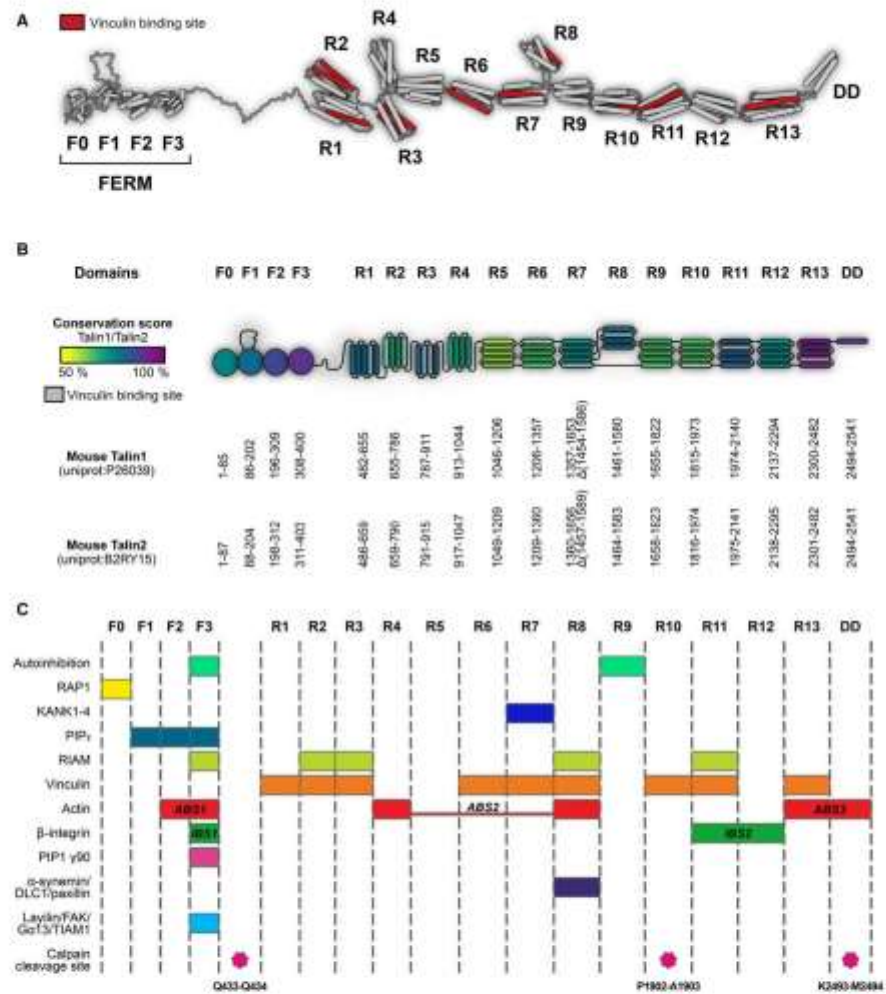 A
Vinculin binding site
R4
R8
R2
R5
R6
DD
F0 F1 F2 F3
R7
R9
R10
R11
R12
R13
R1
R3
FERM
B
Domains
F0 F1 F2 F3 R1 R2 R3 R4 R5 R6 R7 R8 R9 R10 R11 R12 R13 DD
Conservation score
Talin1/Talin2
50 % 100 %
Vinculin binding site
Mouse Talin1
(uniprot:P26039)
1-85
86-202
196-309
308-400
482-655
655-786
787-911
913-1044
1046-1206
1206-1357
1357-1653
Δ(1454-1586)
1461-1580
1655-1822
1815-1973
1974-2140
2137-2294
2300-2482
2494-2541
Mouse Talin2
(uniprot:B2RY15)
1-87
88-204
198-312
311-403
486-659
659-790
791-915
917-1047
1049-1209
1209-1360
Δ(1457-1589)
1464-1583
1658-1823
1816-1974
1975-2141
2138-2295
2301-2482
2494-2541
C
F0 F1 F2 F3 R1 R2 R3 R4 R5 R6 R7 R8 R9 R10 R11 R12 R13 DD
Autoinhibition
RAP1
KANK1-4
PIP₂
RIAM
Vinculin
Actin ABS1 ABS2 ABS3
β-integrin IBS1 IBS2
PIP1 γ90
α-synemin/
DLC1/paxillin
Layilin/FAK/
Gα13/TIAM1
Calpain
cleavage site
Q433-Q434 P1902-A1903 K2493-M2494